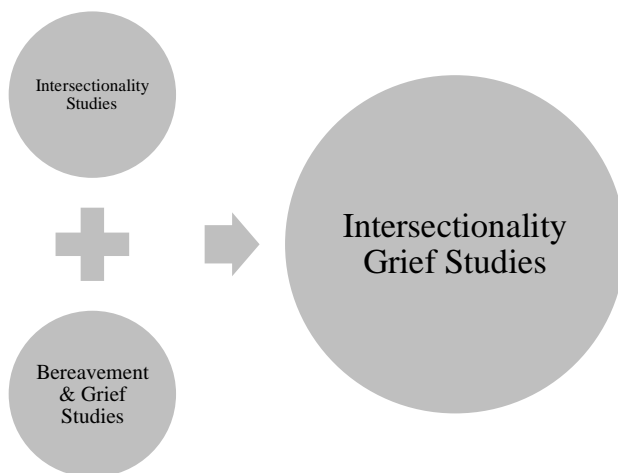 Intersectionality
Studies
Bereavement
& Grief
Studies
Intersectionality
Grief Studies